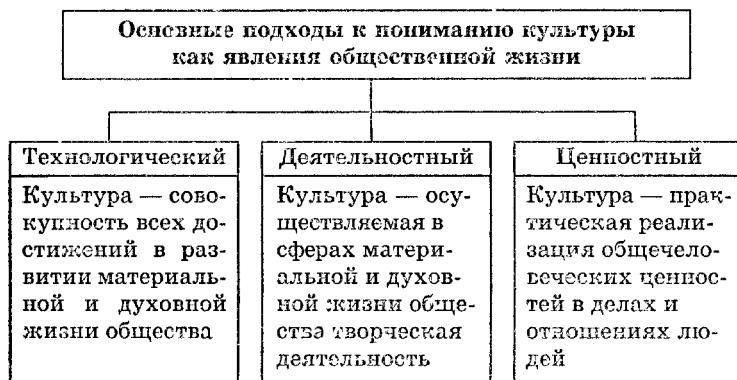 Основные подходы к пониманию культуры
как явления общественной жизни
Технологический
Культура — сово-
купность всех до-
стижений в раз-
витии материаль-
ной и духовной
жизни общества
Деятельностный
Культура — осу-
ществляемая в
сферах матери-
альной и духов-
ной жизни обще-
ства творческая
деятельность
Ценностный
Культура — прак-
тическая реали-
зация общечело-
веческих ценнос-
тей в делах и
отношениях лю-
дей